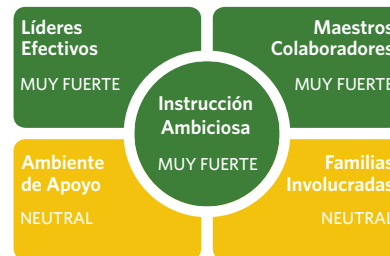 Líderes
Efectivos
MUY FUERTE
Maestros
Colaboradores
MUY FUERTE
Instrucción
Ambiciosa
MUY FUERTE
Ambiente
de Apoyo
NEUTRAL
Familias
Involucradas
NEUTRAL